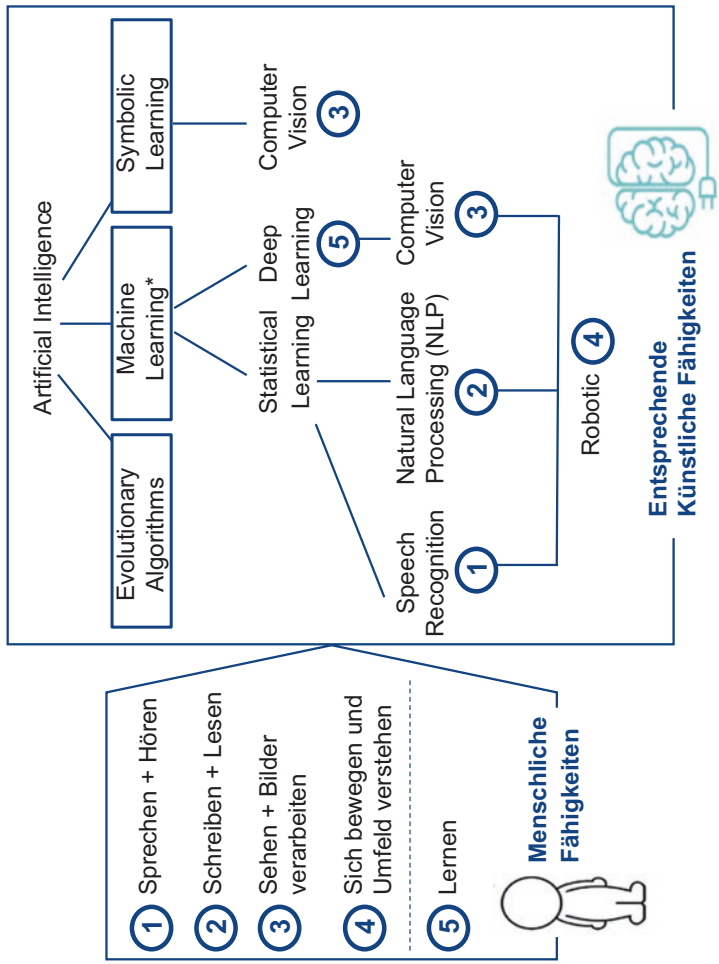 1 Sprechen + Hören
2 Schreiben + Lesen
3 Sehen + Bilder
verarbeiten
4 Sich bewegen und
Umfeld verstehen
5 Lernen
Menschliche
Fähigkeiten
Artificial Intelligence
Evolutionary
Algorithms
Machine
Learning*
Symbolic
Learning
Statistical
Learning
Deep
Learning
5
Computer
Vision
3
Speech
Recognition
1
Natural Language
Processing (NLP)
2
Computer
Vision
3
Robotic 4
Entsprechende
Künstliche Fähigkeiten